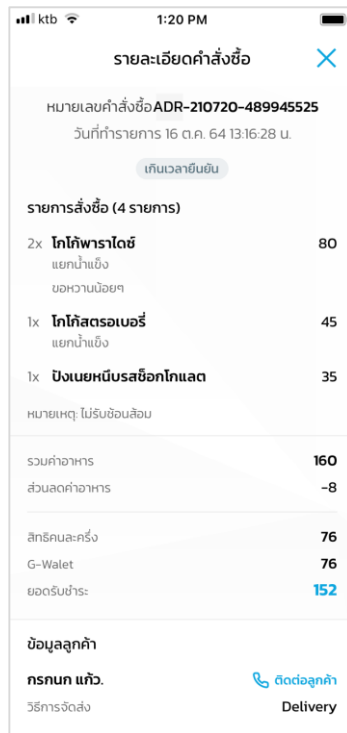 ktb 1:20 PM
รายละเอียดคำสั่งซื้อ
หมายเลขคำสั่งซื้อADR-210720-489945525
วันที่ทำรายการ 16 ต.ค. 64 13:16:28 น.
เกินเวลายืนยัน
รายการสั่งซื้อ (4 รายการ)
2x โกโก้พาราไดซ์ 80
แยกน้ำแข็ง
ขอหวานน้อยๆ
1x โกโก้สตรอเบอรี่ 45
แยกน้ำแข็ง
1x ปังเนยหนึบรสช็อกโกแลต 35
หมายเหตุ: ไม่รับช้อนส้อม
รวมค่าอาหาร 160
ส่วนลดค่าอาหาร -8
สิทธิคนละครึ่ง 76
G-Walet 76
ยอดรับชำระ 152
ข้อมูลลูกค้า
กรกนก แก้ว. ติดต่อลูกค้า
วิธีการจัดส่ง Delivery